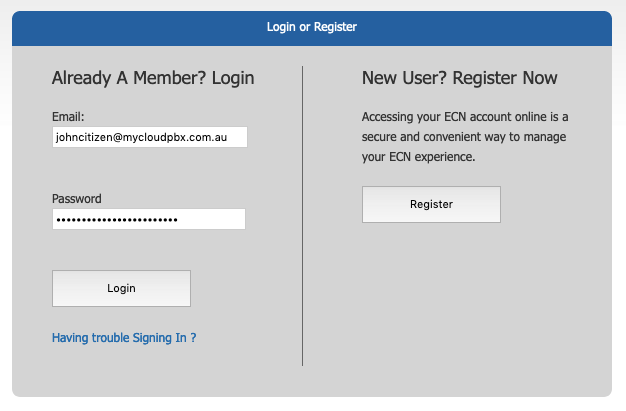 Login or Register
Already A Member? Login
Email:
johncitizen@mycloudpbx.com.au
Password
••••••••••••••••••••••••
Login
Having trouble Signing In ?
New User? Register Now
Accessing your ECN account online is a
secure and convenient way to manage
your ECN experience.
Register